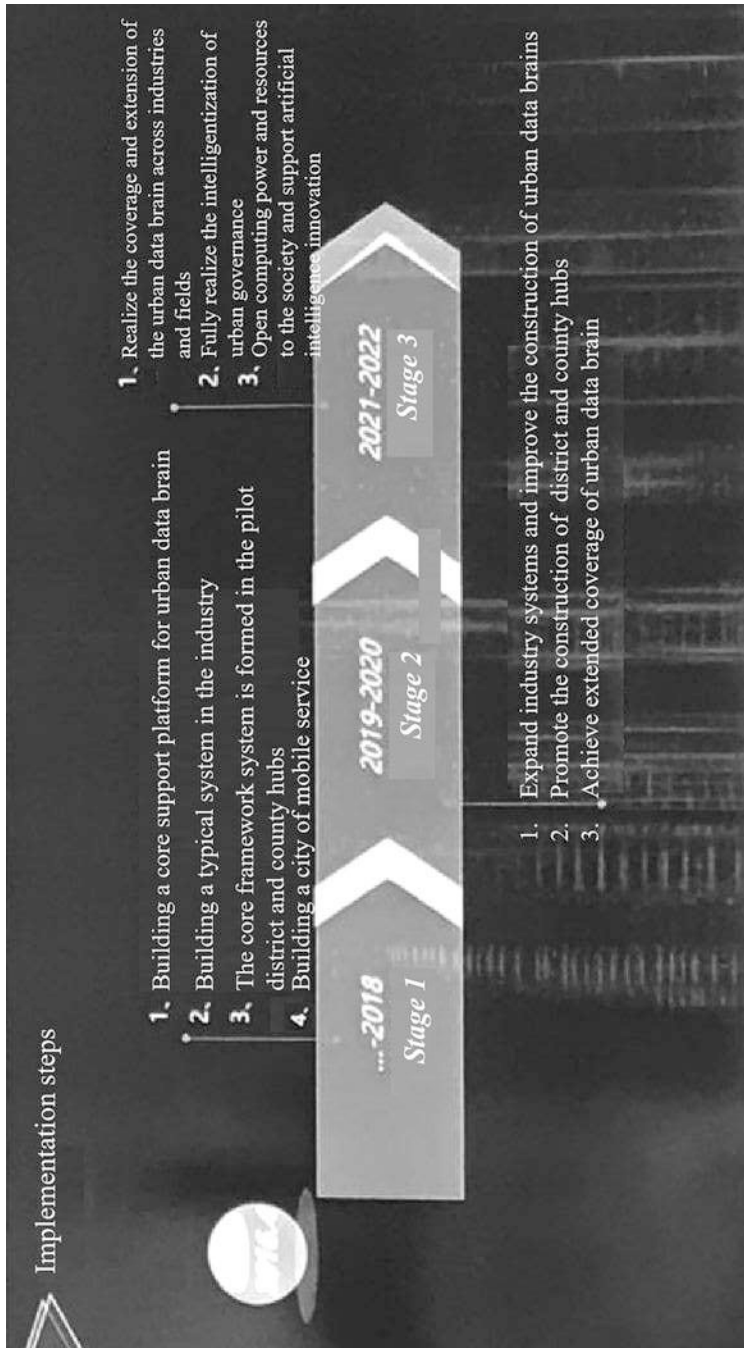 Implementation steps
1. Building a core support platform for urban data brain
2. Building a typical system in the industry
3. The core framework system is formed in the pilot
district and county hubs
4. Building a city of mobile service
1. Realize the coverage and extension of
the urban data brain across industries
and fields
2. Fully realize the intelligentization of
urban governance
3. Open computing power and resources
to the society and support artificial
intelligence innovation
...-2018
Stage 1
2019-2020
Stage 2
2021-2022
Stage 3
1. Expand industry systems and improve the construction of urban data brains
2. Promote the construction of district and county hubs
3. Achieve extended coverage of urban data brain